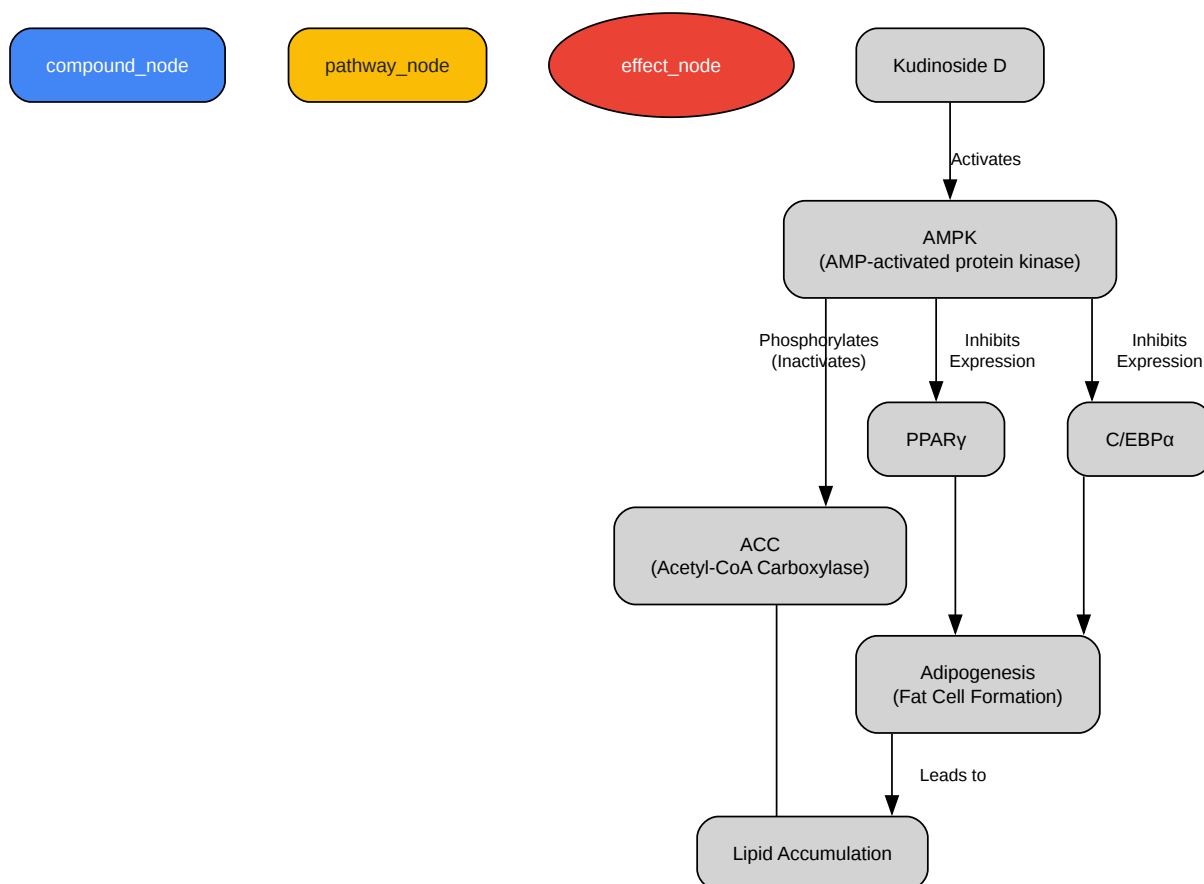 compound_node
pathway_node
effect_node
Kudinoside D
Activates
AMPK
(AMP-activated protein kinase)
Phosphorylates
(Inactivates)
Inhibits
Expression
Inhibits
Expression
PPARγ
C/EBPα
ACC
(Acetyl-CoA Carboxylase)
Adipogenesis
(Fat Cell Formation)
Leads to
Lipid Accumulation